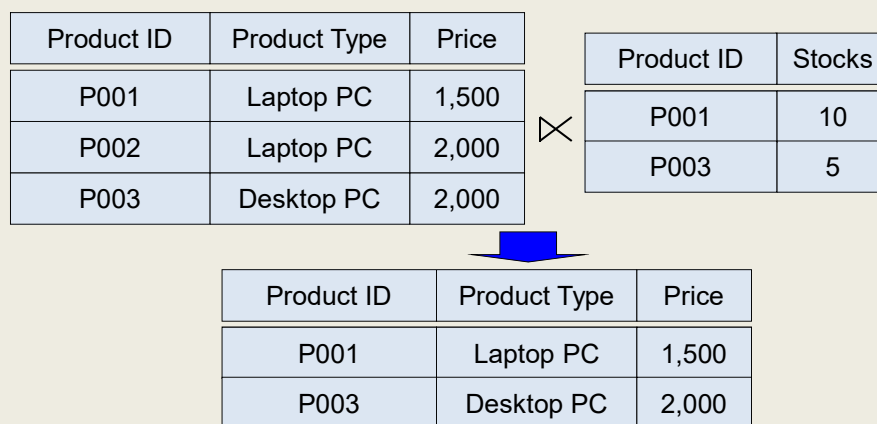 Product ID Product Type Price
P001 Laptop PC 1,500
P002 Laptop PC 2,000
P003 Desktop PC 2,000
⋉
Product ID Stocks
P001 10
P003 5
Product ID Product Type Price
P001 Laptop PC 1,500
P003 Desktop PC 2,000